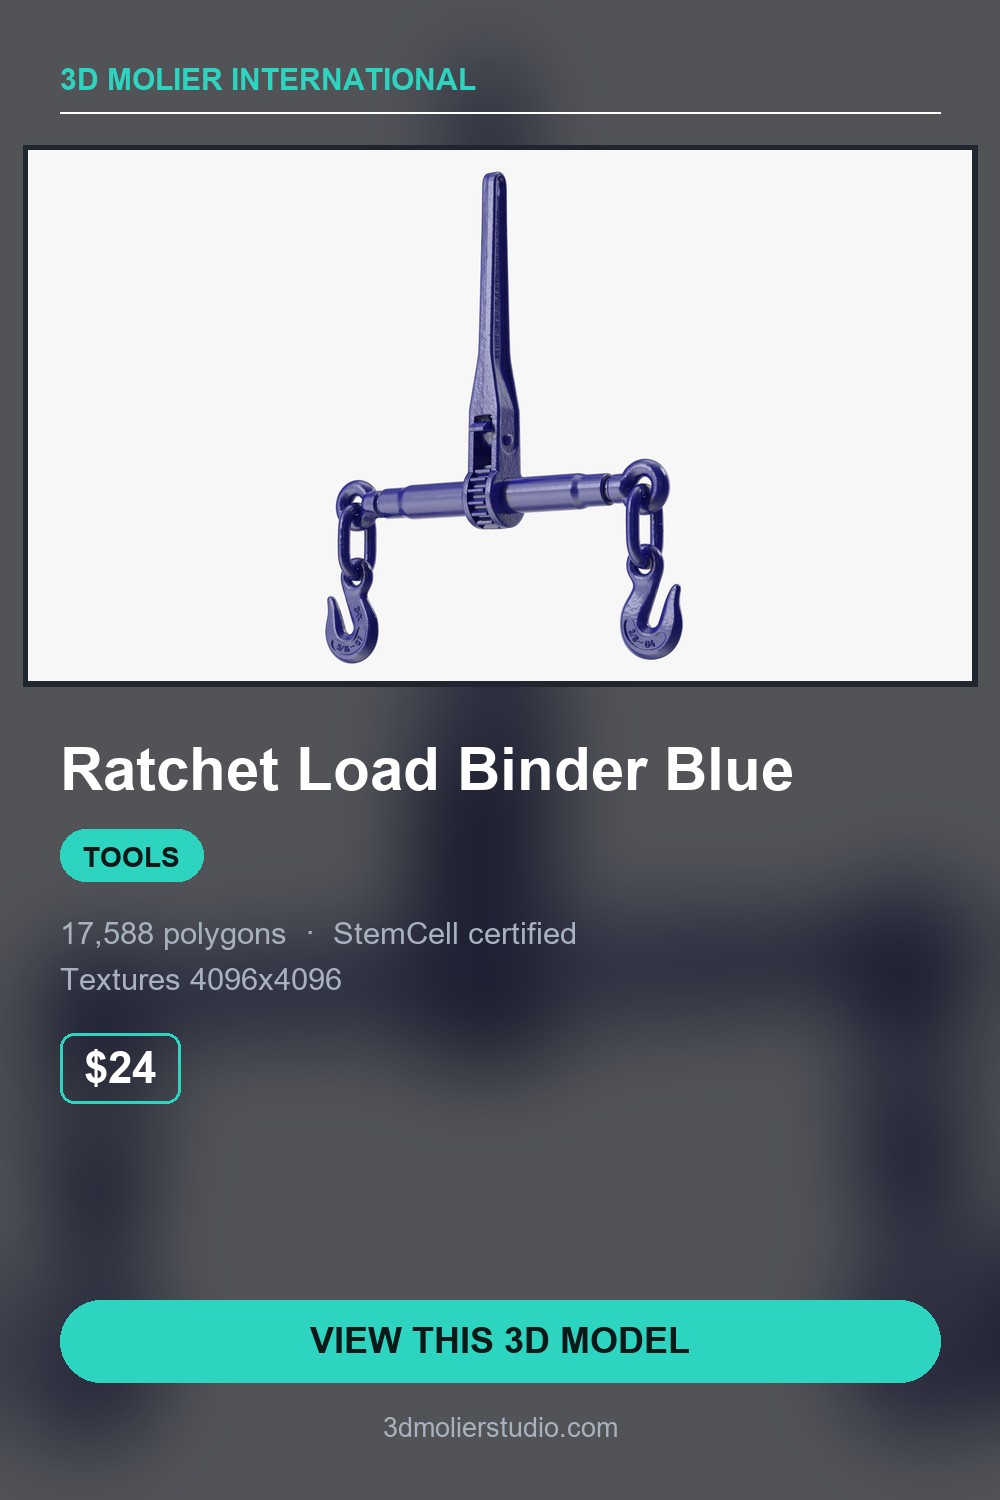 3D MOLIER INTERNATIONAL
Ratchet Load Binder Blue
TOOLS
17,588 polygons · StemCell certified
Textures 4096x4096
$24
VIEW THIS 3D MODEL
3dmolierstudio.com